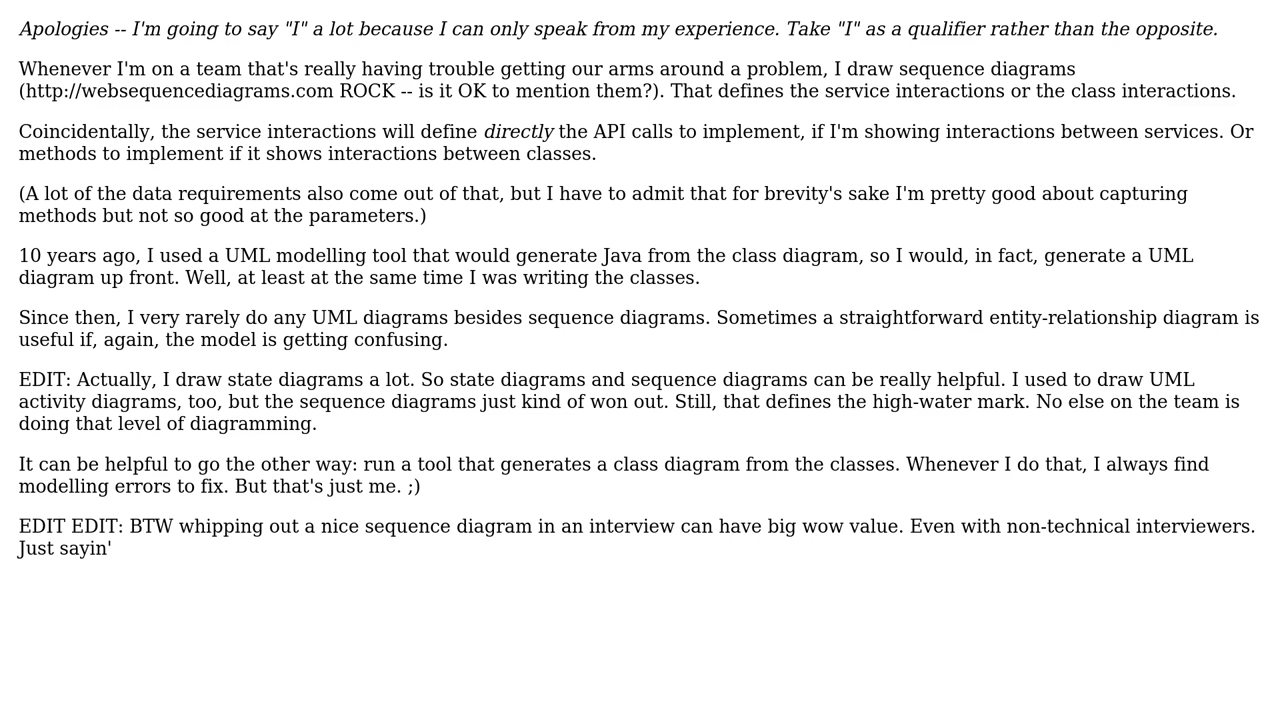 Apologies -- I'm going to say "I" a lot because I can only speak from my experience. Take "I" as a qualifier rather than the opposite.
Whenever I'm on a team that's really having trouble getting our arms around a problem, I draw sequence diagrams
(http://websequencediagrams.com ROCK -- is it OK to mention them?). That defines the service interactions or the class interactions.
Coincidentally, the service interactions will define directly the API calls to implement, if I'm showing interactions between services. Or
methods to implement if it shows interactions between classes.
(A lot of the data requirements also come out of that, but I have to admit that for brevity's sake I'm pretty good about capturing
methods but not so good at the parameters.)
10 years ago, I used a UML modelling tool that would generate Java from the class diagram, so I would, in fact, generate a UML
diagram up front. Well, at least at the same time I was writing the classes.
Since then, I very rarely do any UML diagrams besides sequence diagrams. Sometimes a straightforward entity-relationship diagram is
useful if, again, the model is getting confusing.
EDIT: Actually, I draw state diagrams a lot. So state diagrams and sequence diagrams can be really helpful. I used to draw UML
activity diagrams, too, but the sequence diagrams just kind of won out. Still, that defines the high-water mark. No else on the team is
doing that level of diagramming.
It can be helpful to go the other way: run a tool that generates a class diagram from the classes. Whenever I do that, I always find
modelling errors to fix. But that's just me. ;)
EDIT EDIT: BTW whipping out a nice sequence diagram in an interview can have big wow value. Even with non-technical interviewers.
Just sayin'